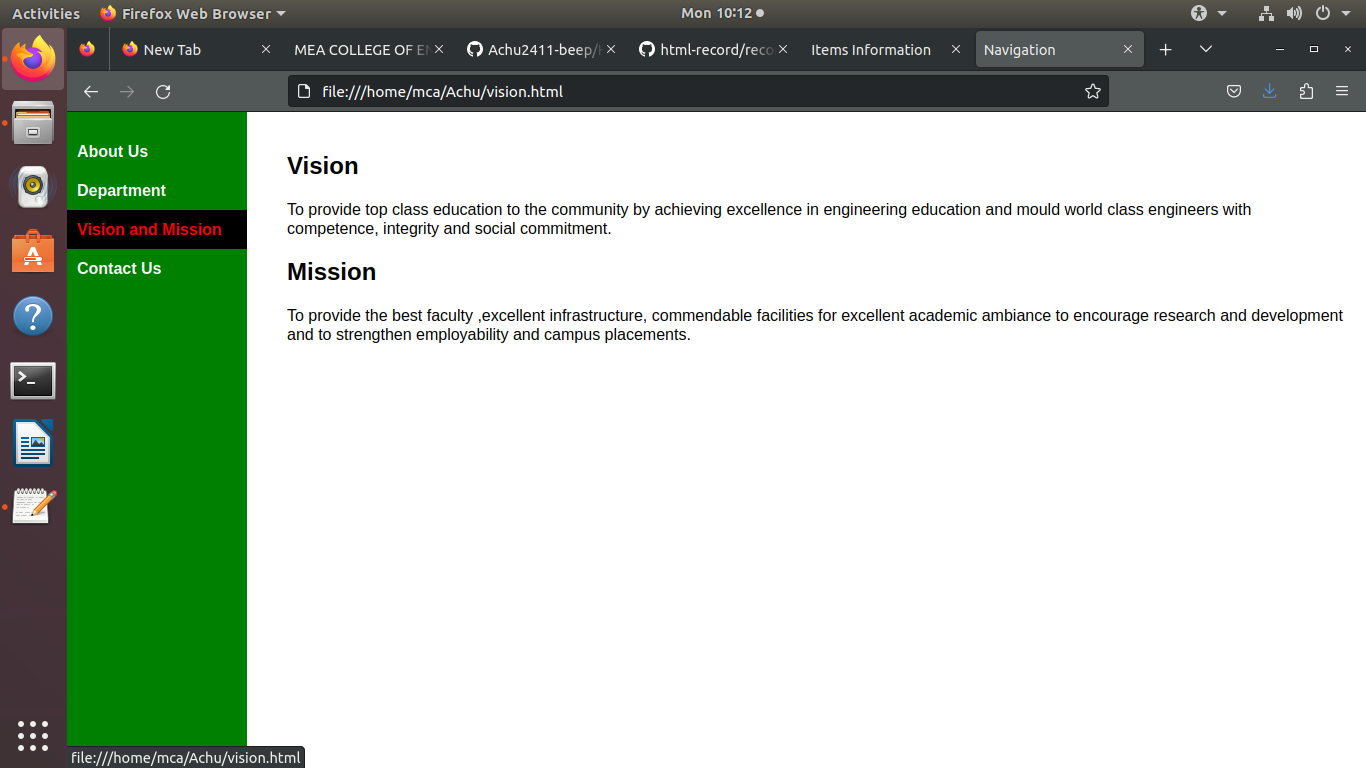 Activities Firefox Web Browser Mon 10:12
New Tab MEA COLLEGE OF EN Achu2411-beep/ html-record/reco Items Information Navigation
file:///home/mca/Achu/vision.html
About Us
Department
Vision and Mission
Contact Us
Vision
To provide top class education to the community by achieving excellence in engineering education and mould world class engineers with
competence, integrity and social commitment.
Mission
To provide the best faculty ,excellent infrastructure, commendable facilities for excellent academic ambiance to encourage research and development
and to strengthen employability and campus placements.
file:///home/mca/Achu/vision.html